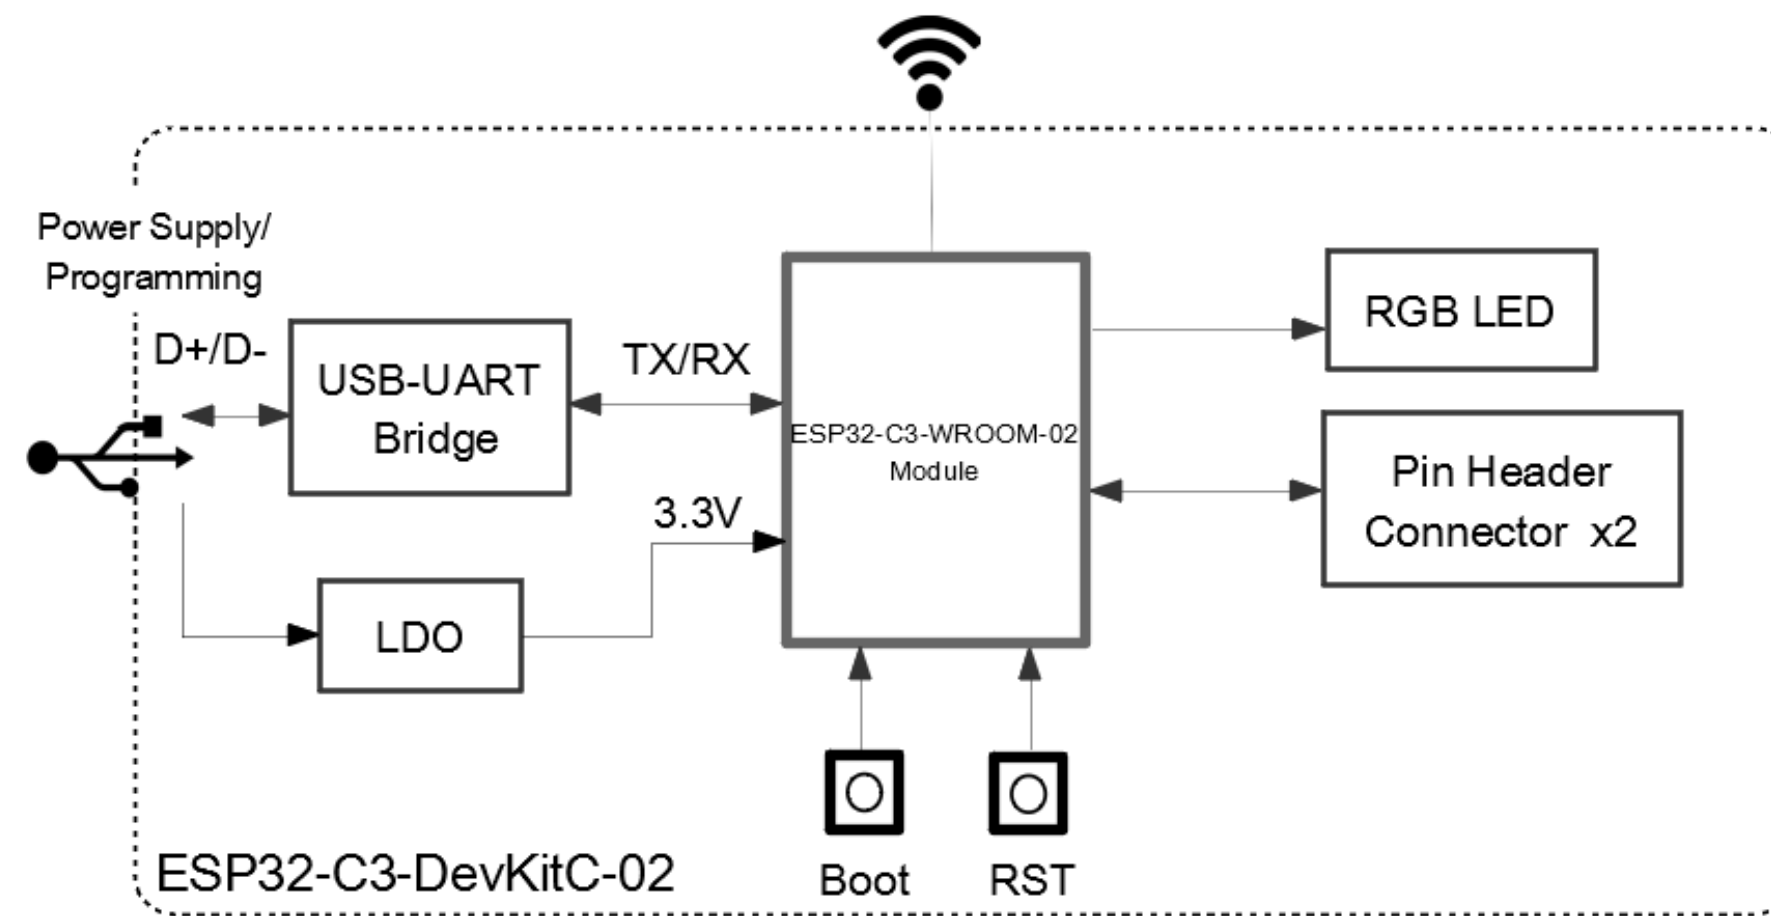 Power Supply/
Programming
D+/D-
USB-UART
Bridge
TX/RX
3.3V
LDO
ESP32-C3-WROOM-02
Module
RGB LED
Pin Header
Connector x2
Boot
RST
ESP32-C3-DevKitC-02